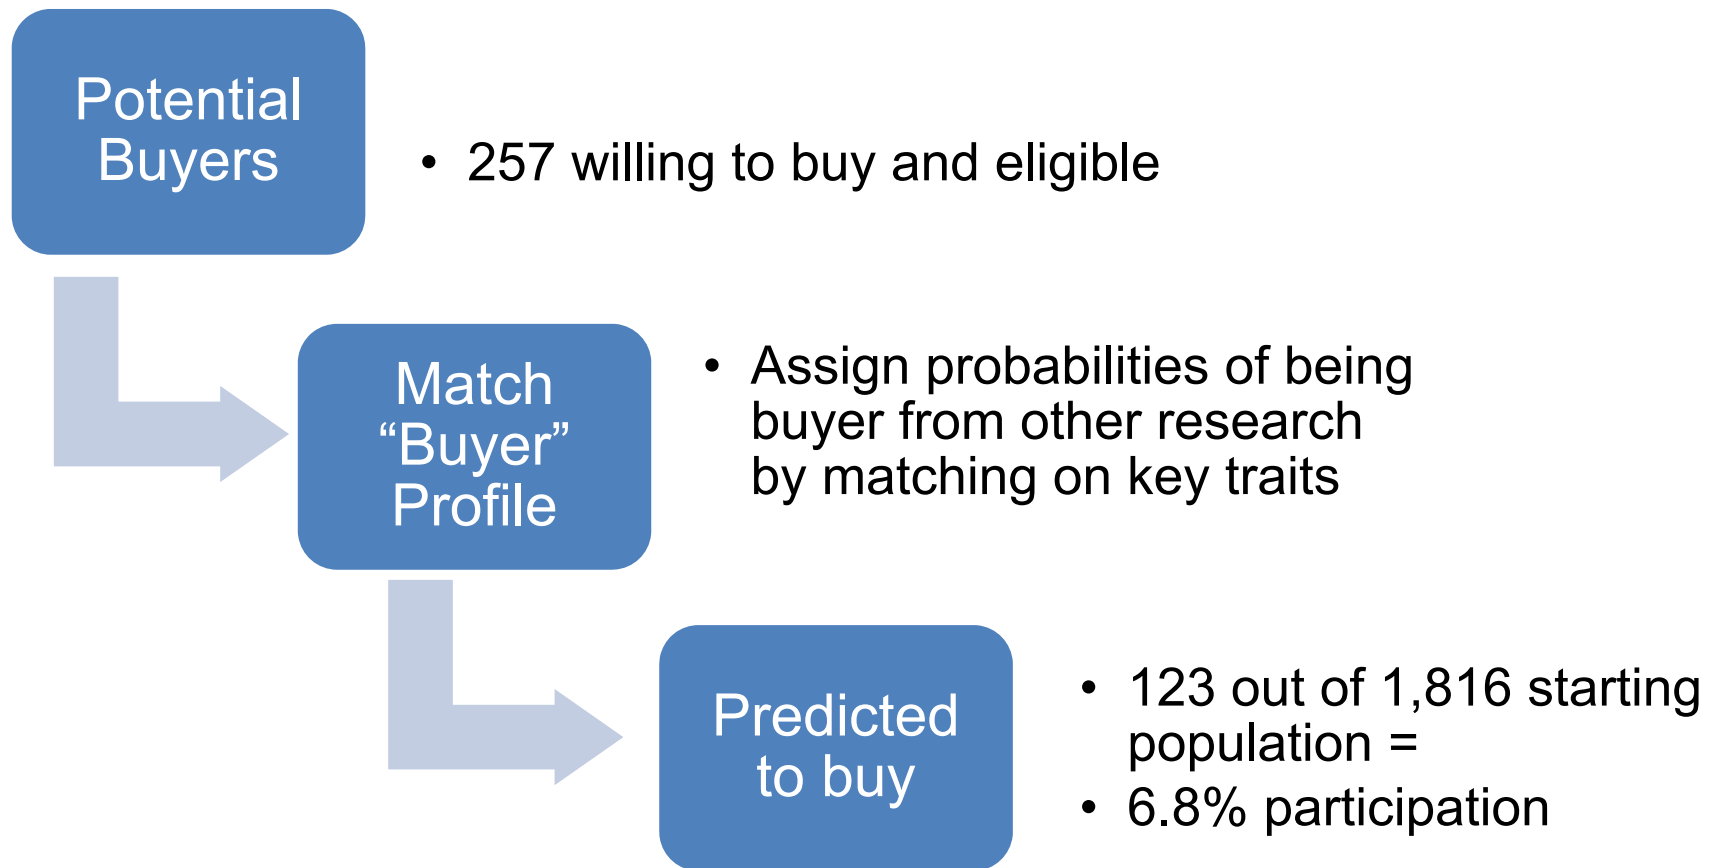 Potential
Buyers
• 257 willing to buy and eligible
Match
“Buyer”
Profile
• Assign probabilities of being
buyer from other research
by matching on key traits
Predicted
to buy
• 123 out of 1,816 starting
population =
• 6.8% participation